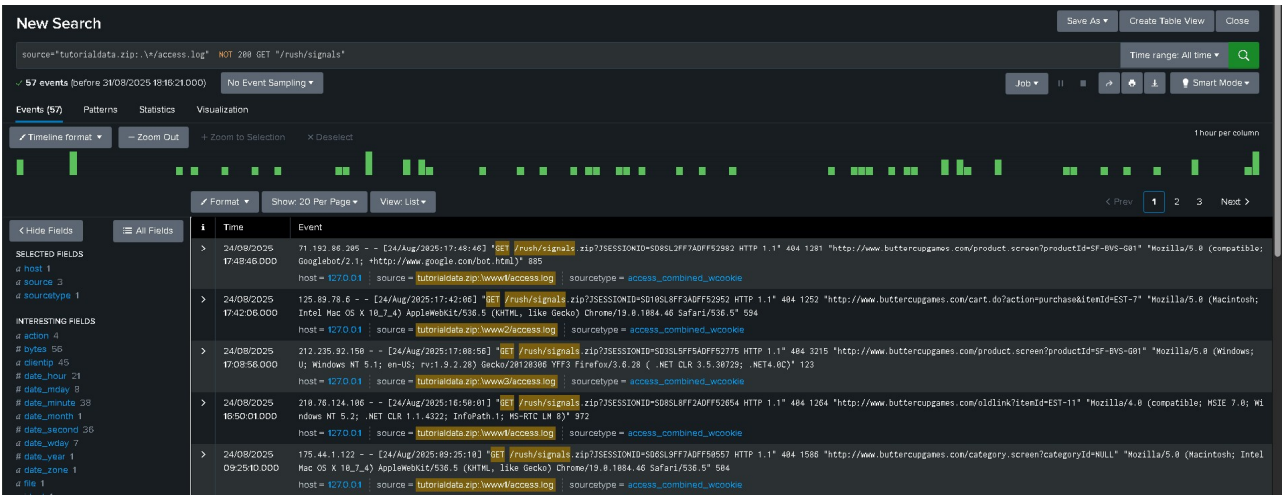 New Search
Save As ▾ Create Table View Close
source="tutorialdata.zip:.\*/access.log" NOT 200 GET "/rush/signals"
Time range: All time ▾
✓ 57 events (before 31/08/2025 18:16:21.000) No Event Sampling ▾
Job ▾ Smart Mode ▾
Events (57) Patterns Statistics Visualization
Timeline format ▾ — Zoom Out + Zoom to Selection × Deselect
1 hour per column
Format ▾ Show: 20 Per Page ▾ View: List ▾
< Prev 1 2 3 Next >
< Hide Fields All Fields
SELECTED FIELDS
a host 1
a source 3
a sourcetype 1
INTERESTING FIELDS
a action 4
# bytes 56
a clientip 45
# date_hour 21
# date_mday 8
# date_minute 38
a date_month 1
# date_second 36
a date_wday 7
# date_year 1
a date_zone 1
a file 1
i Time Event
> 24/08/2025 17:48:46.000
71.192.86.205 - - [24/Aug/2025:17:48:46] "GET /rush/signals.zip?JSESSIONID=SD8SL2FF7ADFF52982 HTTP 1.1" 404 1281 "http://www.buttercupgames.com/product.screen?productId=SF-BVS-G01" "Mozilla/5.0 (compatible;
Googlebot/2.1; +http://www.google.com/bot.html)" 885
host = 127.0.0.1 source = tutorialdata.zip:.\www1/access.log sourcetype = access_combined_wcookie
> 24/08/2025 17:42:06.000
125.89.78.6 - - [24/Aug/2025:17:42:06] "GET /rush/signals.zip?JSESSIONID=SD10SL8FF3ADFF52952 HTTP 1.1" 404 1252 "http://www.buttercupgames.com/cart.do?action=purchase&itemId=EST-7" "Mozilla/5.0 (Macintosh;
Intel Mac OS X 10_7_4) AppleWebKit/536.5 (KHTML, like Gecko) Chrome/19.0.1084.46 Safari/536.5" 594
host = 127.0.0.1 source = tutorialdata.zip:.\www2/access.log sourcetype = access_combined_wcookie
> 24/08/2025 17:08:56.000
212.235.92.150 - - [24/Aug/2025:17:08:56] "GET /rush/signals.zip?JSESSIONID=SD3SL5FF5ADFF52775 HTTP 1.1" 404 3215 "http://www.buttercupgames.com/product.screen?productId=SF-BVS-G01" "Mozilla/5.0 (Windows;
U; Windows NT 5.1; en-US; rv:1.9.2.28) Gecko/20120306 YFF3 Firefox/3.6.28 ( .NET CLR 3.5.30729; .NET4.0C)" 123
host = 127.0.0.1 source = tutorialdata.zip:.\www3/access.log sourcetype = access_combined_wcookie
> 24/08/2025 16:50:01.000
210.76.124.106 - - [24/Aug/2025:16:50:01] "GET /rush/signals.zip?JSESSIONID=SD8SL8FF2ADFF52654 HTTP 1.1" 404 1264 "http://www.buttercupgames.com/oldlink?itemId=EST-11" "Mozilla/4.0 (compatible; MSIE 7.0; Wi
ndows NT 5.2; .NET CLR 1.1.4322; InfoPath.1; MS-RTC LM 8)" 972
host = 127.0.0.1 source = tutorialdata.zip:.\www1/access.log sourcetype = access_combined_wcookie
> 24/08/2025 09:25:10.000
175.44.1.122 - - [24/Aug/2025:09:25:10] "GET /rush/signals.zip?JSESSIONID=SD6SL9FF7ADFF50557 HTTP 1.1" 404 1586 "http://www.buttercupgames.com/category.screen?categoryId=NULL" "Mozilla/5.0 (Macintosh; Intel
Mac OS X 10_7_4) AppleWebKit/536.5 (KHTML, like Gecko) Chrome/19.0.1084.46 Safari/536.5" 504
host = 127.0.0.1 source = tutorialdata.zip:.\www1/access.log sourcetype = access_combined_wcookie